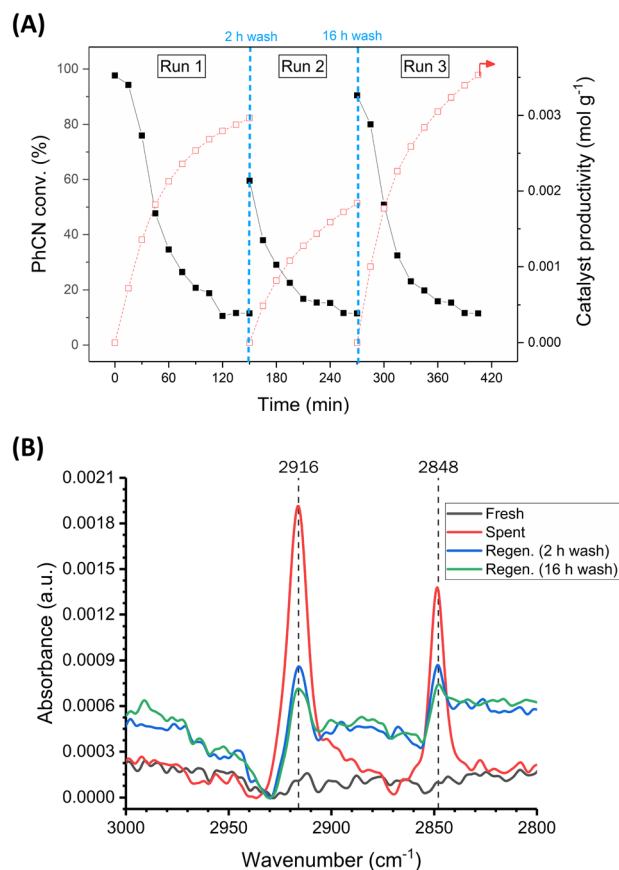 (A)
2 h wash
16 h wash
Run 1
Run 2
Run 3
100
80
60
40
20
0
PhCN conv. (%)
0.003
0.002
0.001
0.000
Catalyst productivity (mol g⁻¹)
0
60
120
180
240
300
360
420
Time (min)
(B)
2916
2848
0.0021
0.0018
0.0015
0.0012
0.0009
0.0006
0.0003
0.0000
Absorbance (a.u.)
Fresh
Spent
Regen. (2 h wash)
Regen. (16 h wash)
3000
2950
2900
2850
2800
Wavenumber (cm⁻¹)